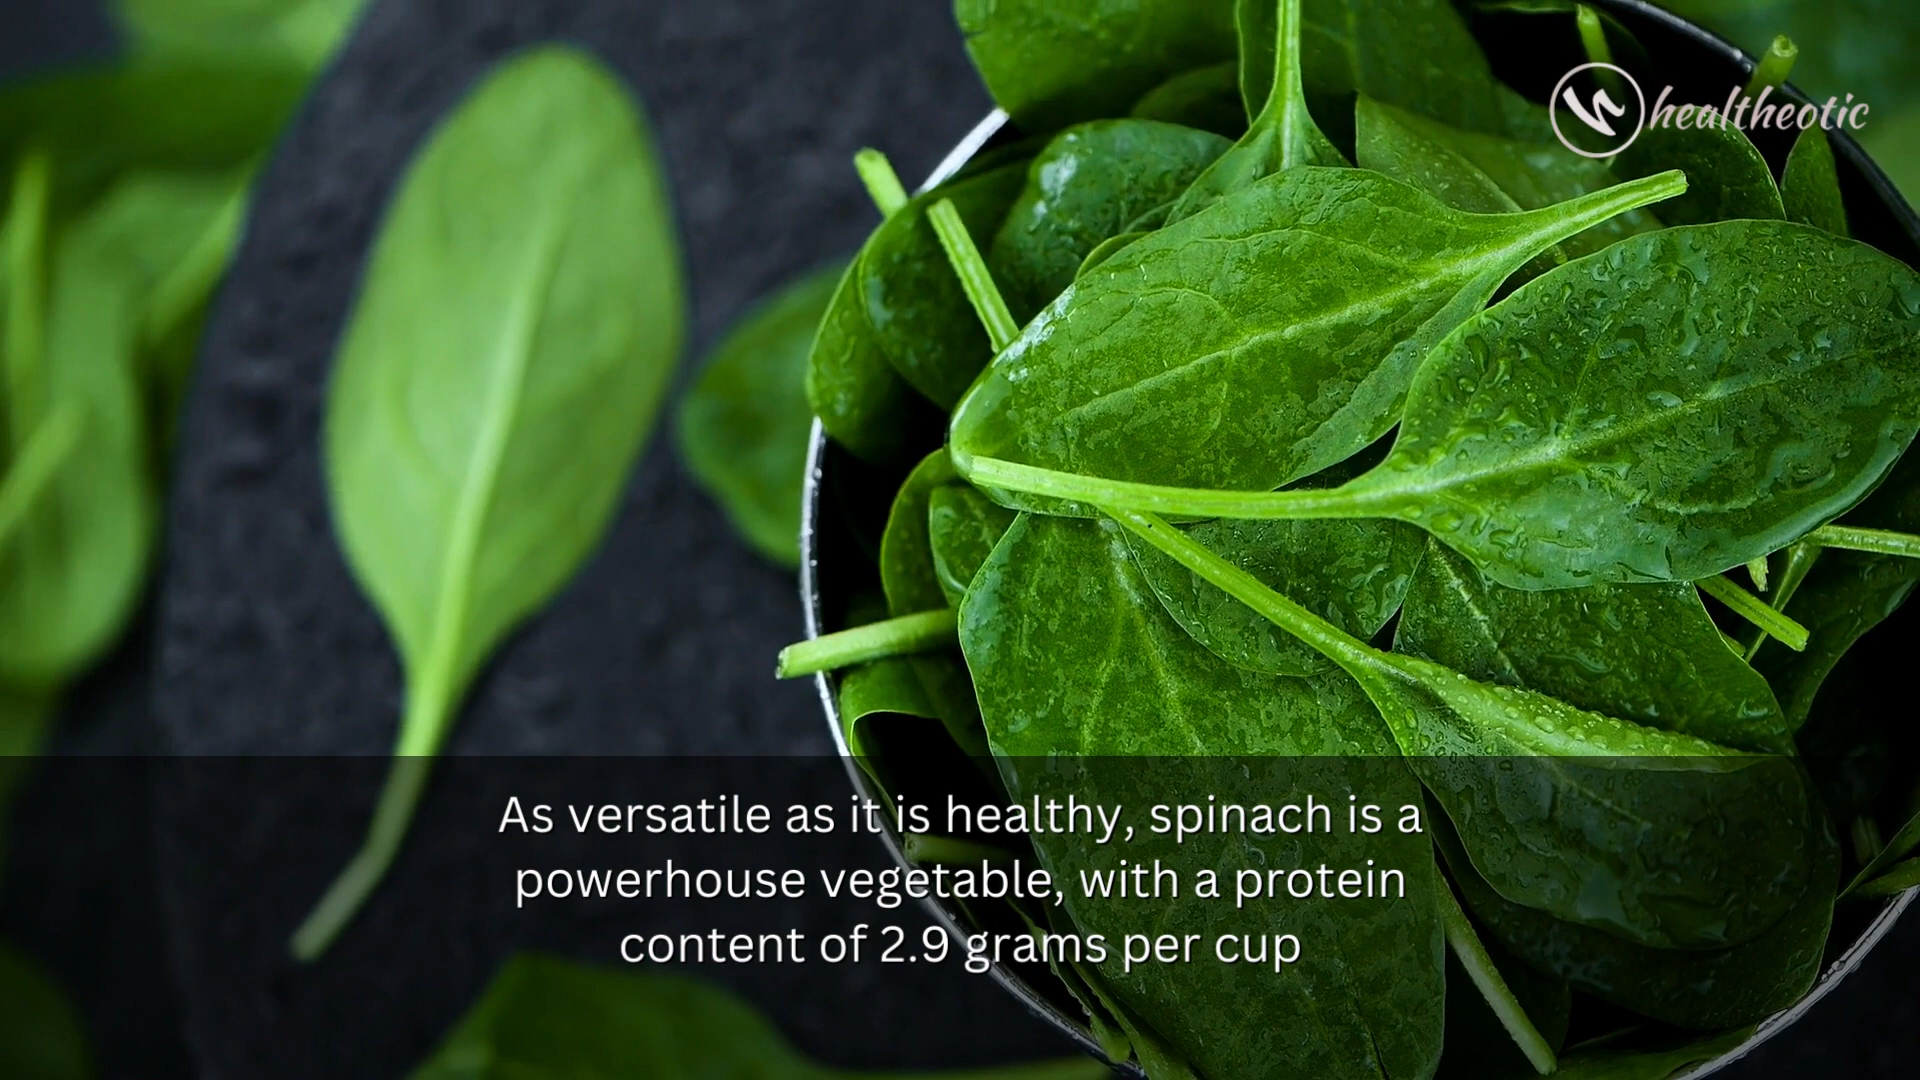 healtheotic
As versatile as it is healthy, spinach is a
powerhouse vegetable, with a protein
content of 2.9 grams per cup